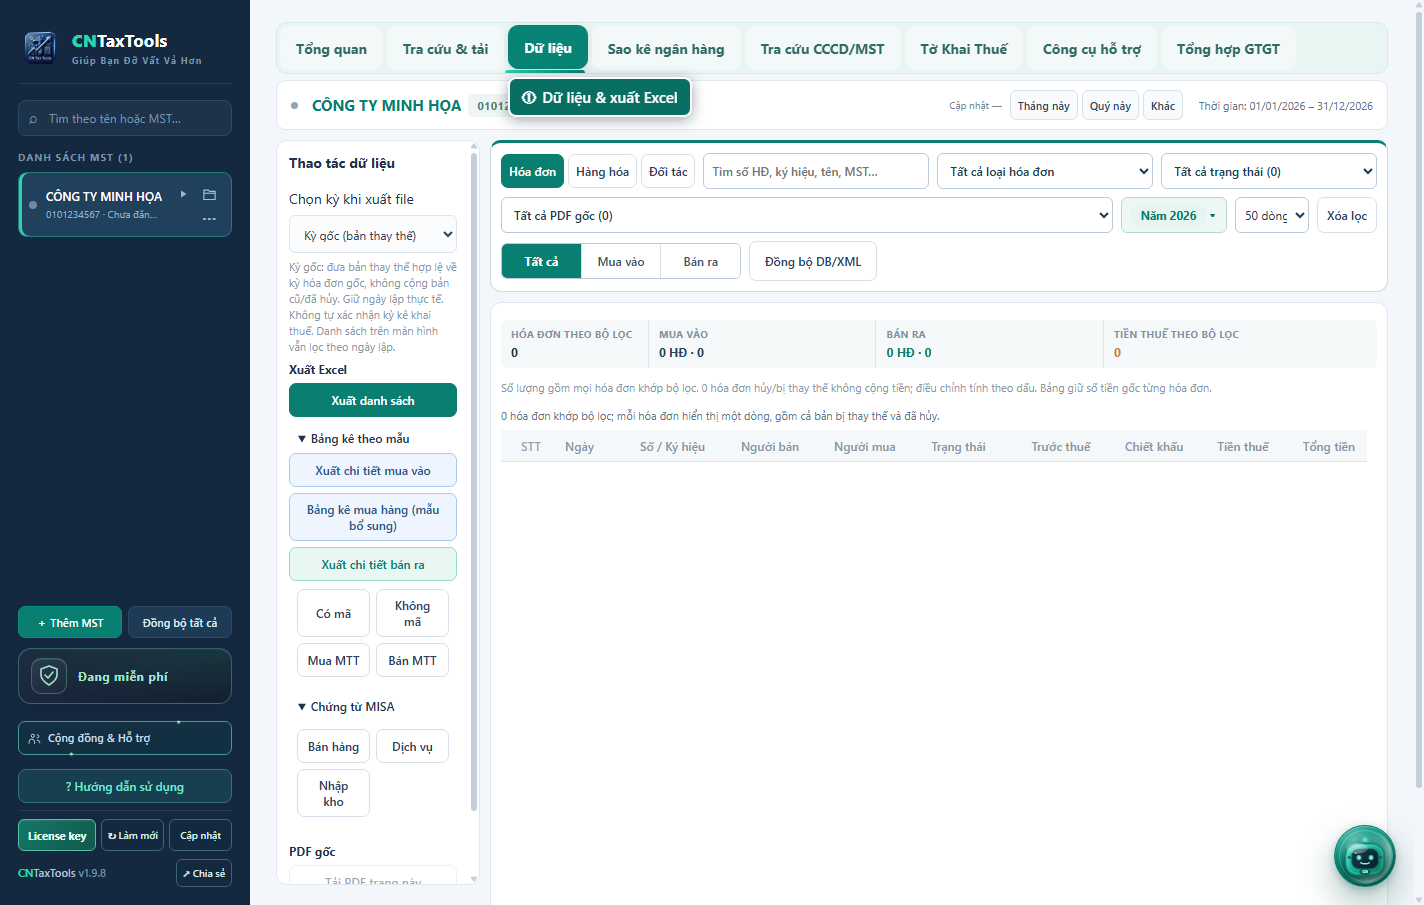 CNTaxTools
Giúp Bạn Đỡ Vất Vả Hơn
Tìm theo tên hoặc MST...
DANH SÁCH MST (1)
CÔNG TY MINH HỌA
0101234567 · Chưa đăn...
+ Thêm MST
Đồng bộ tất cả
Đang miễn phí
Cộng đồng & Hỗ trợ
? Hướng dẫn sử dụng
License key
↻ Làm mới
Cập nhật
CNTaxTools v1.9.8
↗ Chia sẻ
Tổng quan
Tra cứu & tải
Dữ liệu
Sao kê ngân hàng
Tra cứu CCCD/MST
Tờ Khai Thuế
Công cụ hỗ trợ
Tổng hợp GTGT
① Dữ liệu & xuất Excel
CÔNG TY MINH HỌA
01012
Cập nhật —
Tháng này
Quý này
Khác
Thời gian: 01/01/2026 – 31/12/2026
Thao tác dữ liệu
Chọn kỳ khi xuất file
Kỳ gốc (bản thay thế)
Kỳ gốc: đưa bản thay thế hợp lệ về
kỳ hóa đơn gốc, không cộng bản
cũ/đã hủy. Giữ ngày lập thực tế.
Không tự xác nhận kỳ kê khai
thuế. Danh sách trên màn hình
vẫn lọc theo ngày lập.
Xuất Excel
Xuất danh sách
▼ Bảng kê theo mẫu
Xuất chi tiết mua vào
Bảng kê mua hàng (mẫu
bổ sung)
Xuất chi tiết bán ra
Có mã
Không
mã
Mua MTT
Bán MTT
▼ Chứng từ MISA
Bán hàng
Dịch vụ
Nhập
kho
PDF gốc
Tải PDF trang này
Hóa đơn
Hàng hóa
Đối tác
Tìm số HĐ, ký hiệu, tên, MST...
Tất cả loại hóa đơn
Tất cả trạng thái (0)
Tất cả PDF gốc (0)
Năm 2026
50 dòng
Xóa lọc
Tất cả
Mua vào
Bán ra
Đồng bộ DB/XML
HÓA ĐƠN THEO BỘ LỌC
0
MUA VÀO
0 HĐ · 0
BÁN RA
0 HĐ · 0
TIỀN THUẾ THEO BỘ LỌC
0
Số lượng gồm mọi hóa đơn khớp bộ lọc. 0 hóa đơn hủy/bị thay thế không cộng tiền; điều chỉnh tính theo dấu. Bảng giữ số tiền gốc từng hóa đơn.
0 hóa đơn khớp bộ lọc; mỗi hóa đơn hiển thị một dòng, gồm cả bản bị thay thế và đã hủy.
STT
Ngày
Số / Ký hiệu
Người bán
Người mua
Trạng thái
Trước thuế
Chiết khấu
Tiền thuế
Tổng tiền